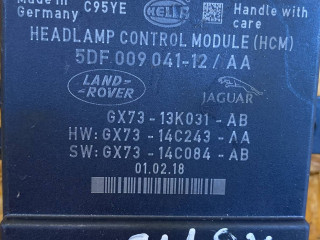 Made in
Germany
C95YE
HELLA
Handle with
care
HEADLAMP CONTROL MODULE (HCM)
5DF 009 041-12 / AA
LAND-
ROVER
JAGUAR
GX73 - 13K031 - AB
HW: GX73 - 14C243 - AA
SW: GX73 - 14C084 - AB
01.02.18